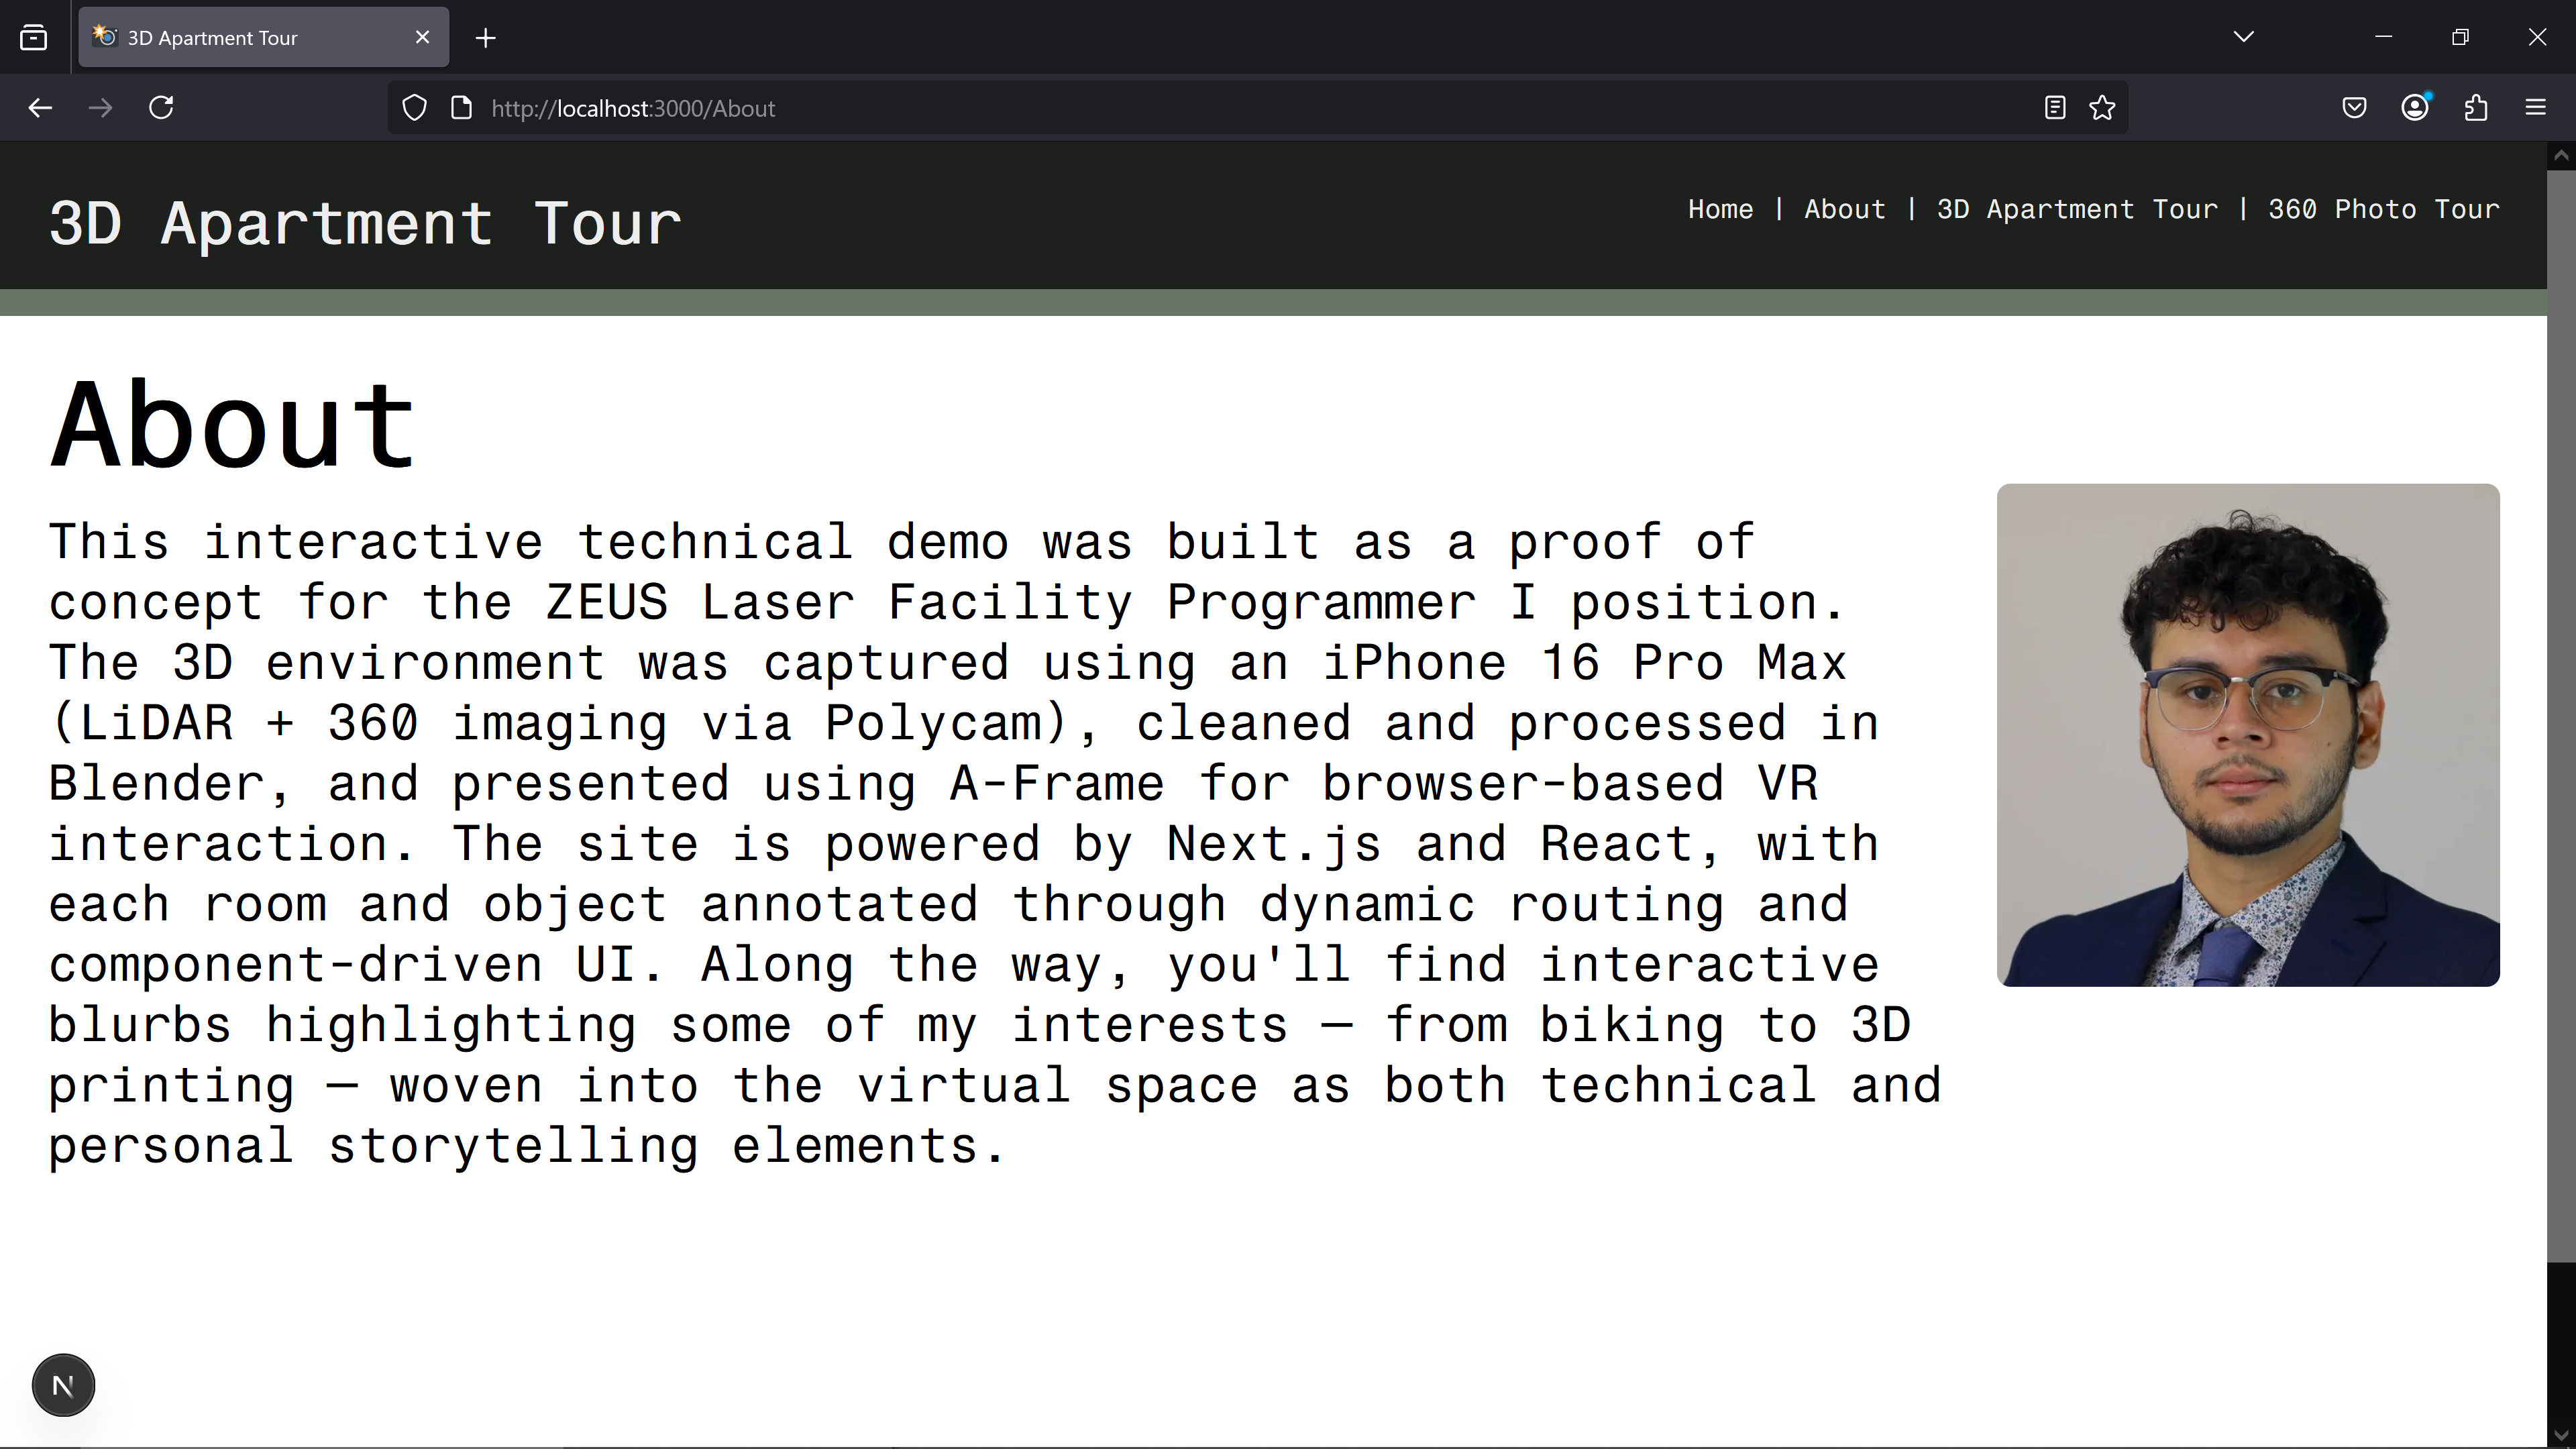 3D Apartment Tour
http://localhost:3000/About
3D Apartment Tour
Home | About | 3D Apartment Tour | 360 Photo Tour
About
This interactive technical demo was built as a proof of
concept for the ZEUS Laser Facility Programmer I position.
The 3D environment was captured using an iPhone 16 Pro Max
(LiDAR + 360 imaging via Polycam), cleaned and processed in
Blender, and presented using A-Frame for browser-based VR
interaction. The site is powered by Next.js and React, with
each room and object annotated through dynamic routing and
component-driven UI. Along the way, you'll find interactive
blurbs highlighting some of my interests — from biking to 3D
printing — woven into the virtual space as both technical and
personal storytelling elements.
N